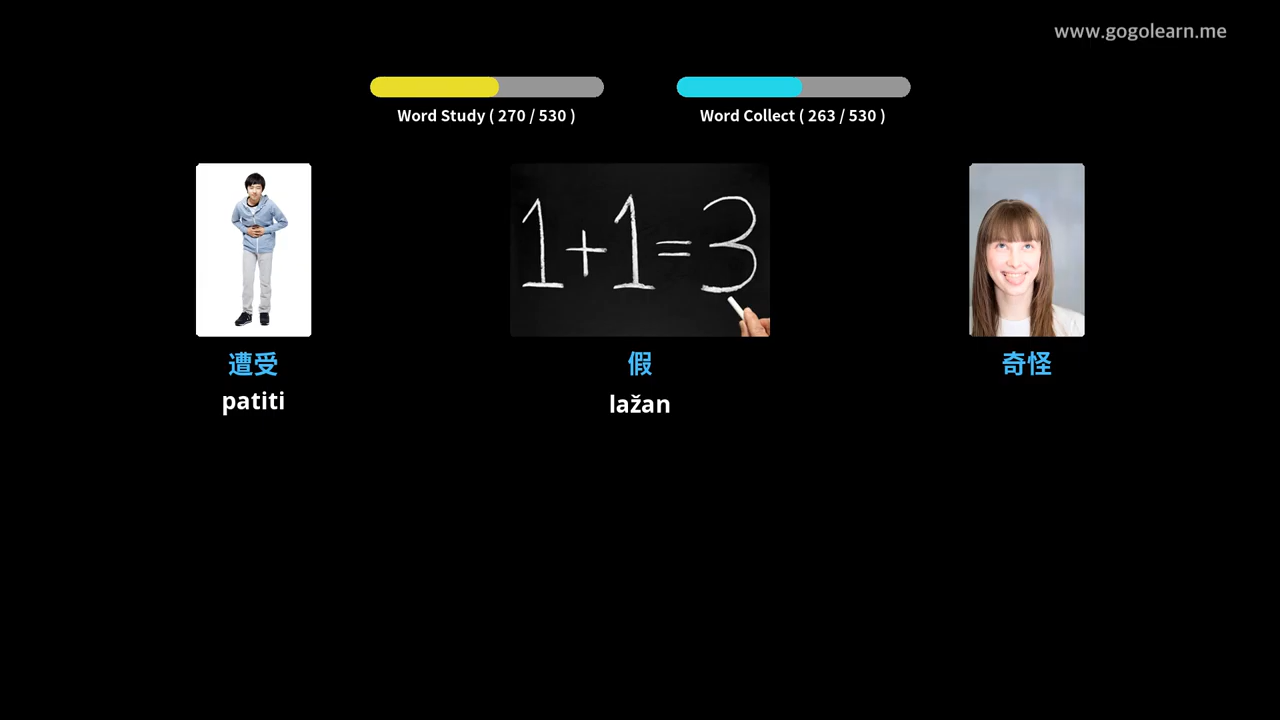 www.gogolearn.me
Word Study ( 270 / 530 )
Word Collect ( 263 / 530 )
1+1=3
遭受
假
奇怪
patiti
lažan